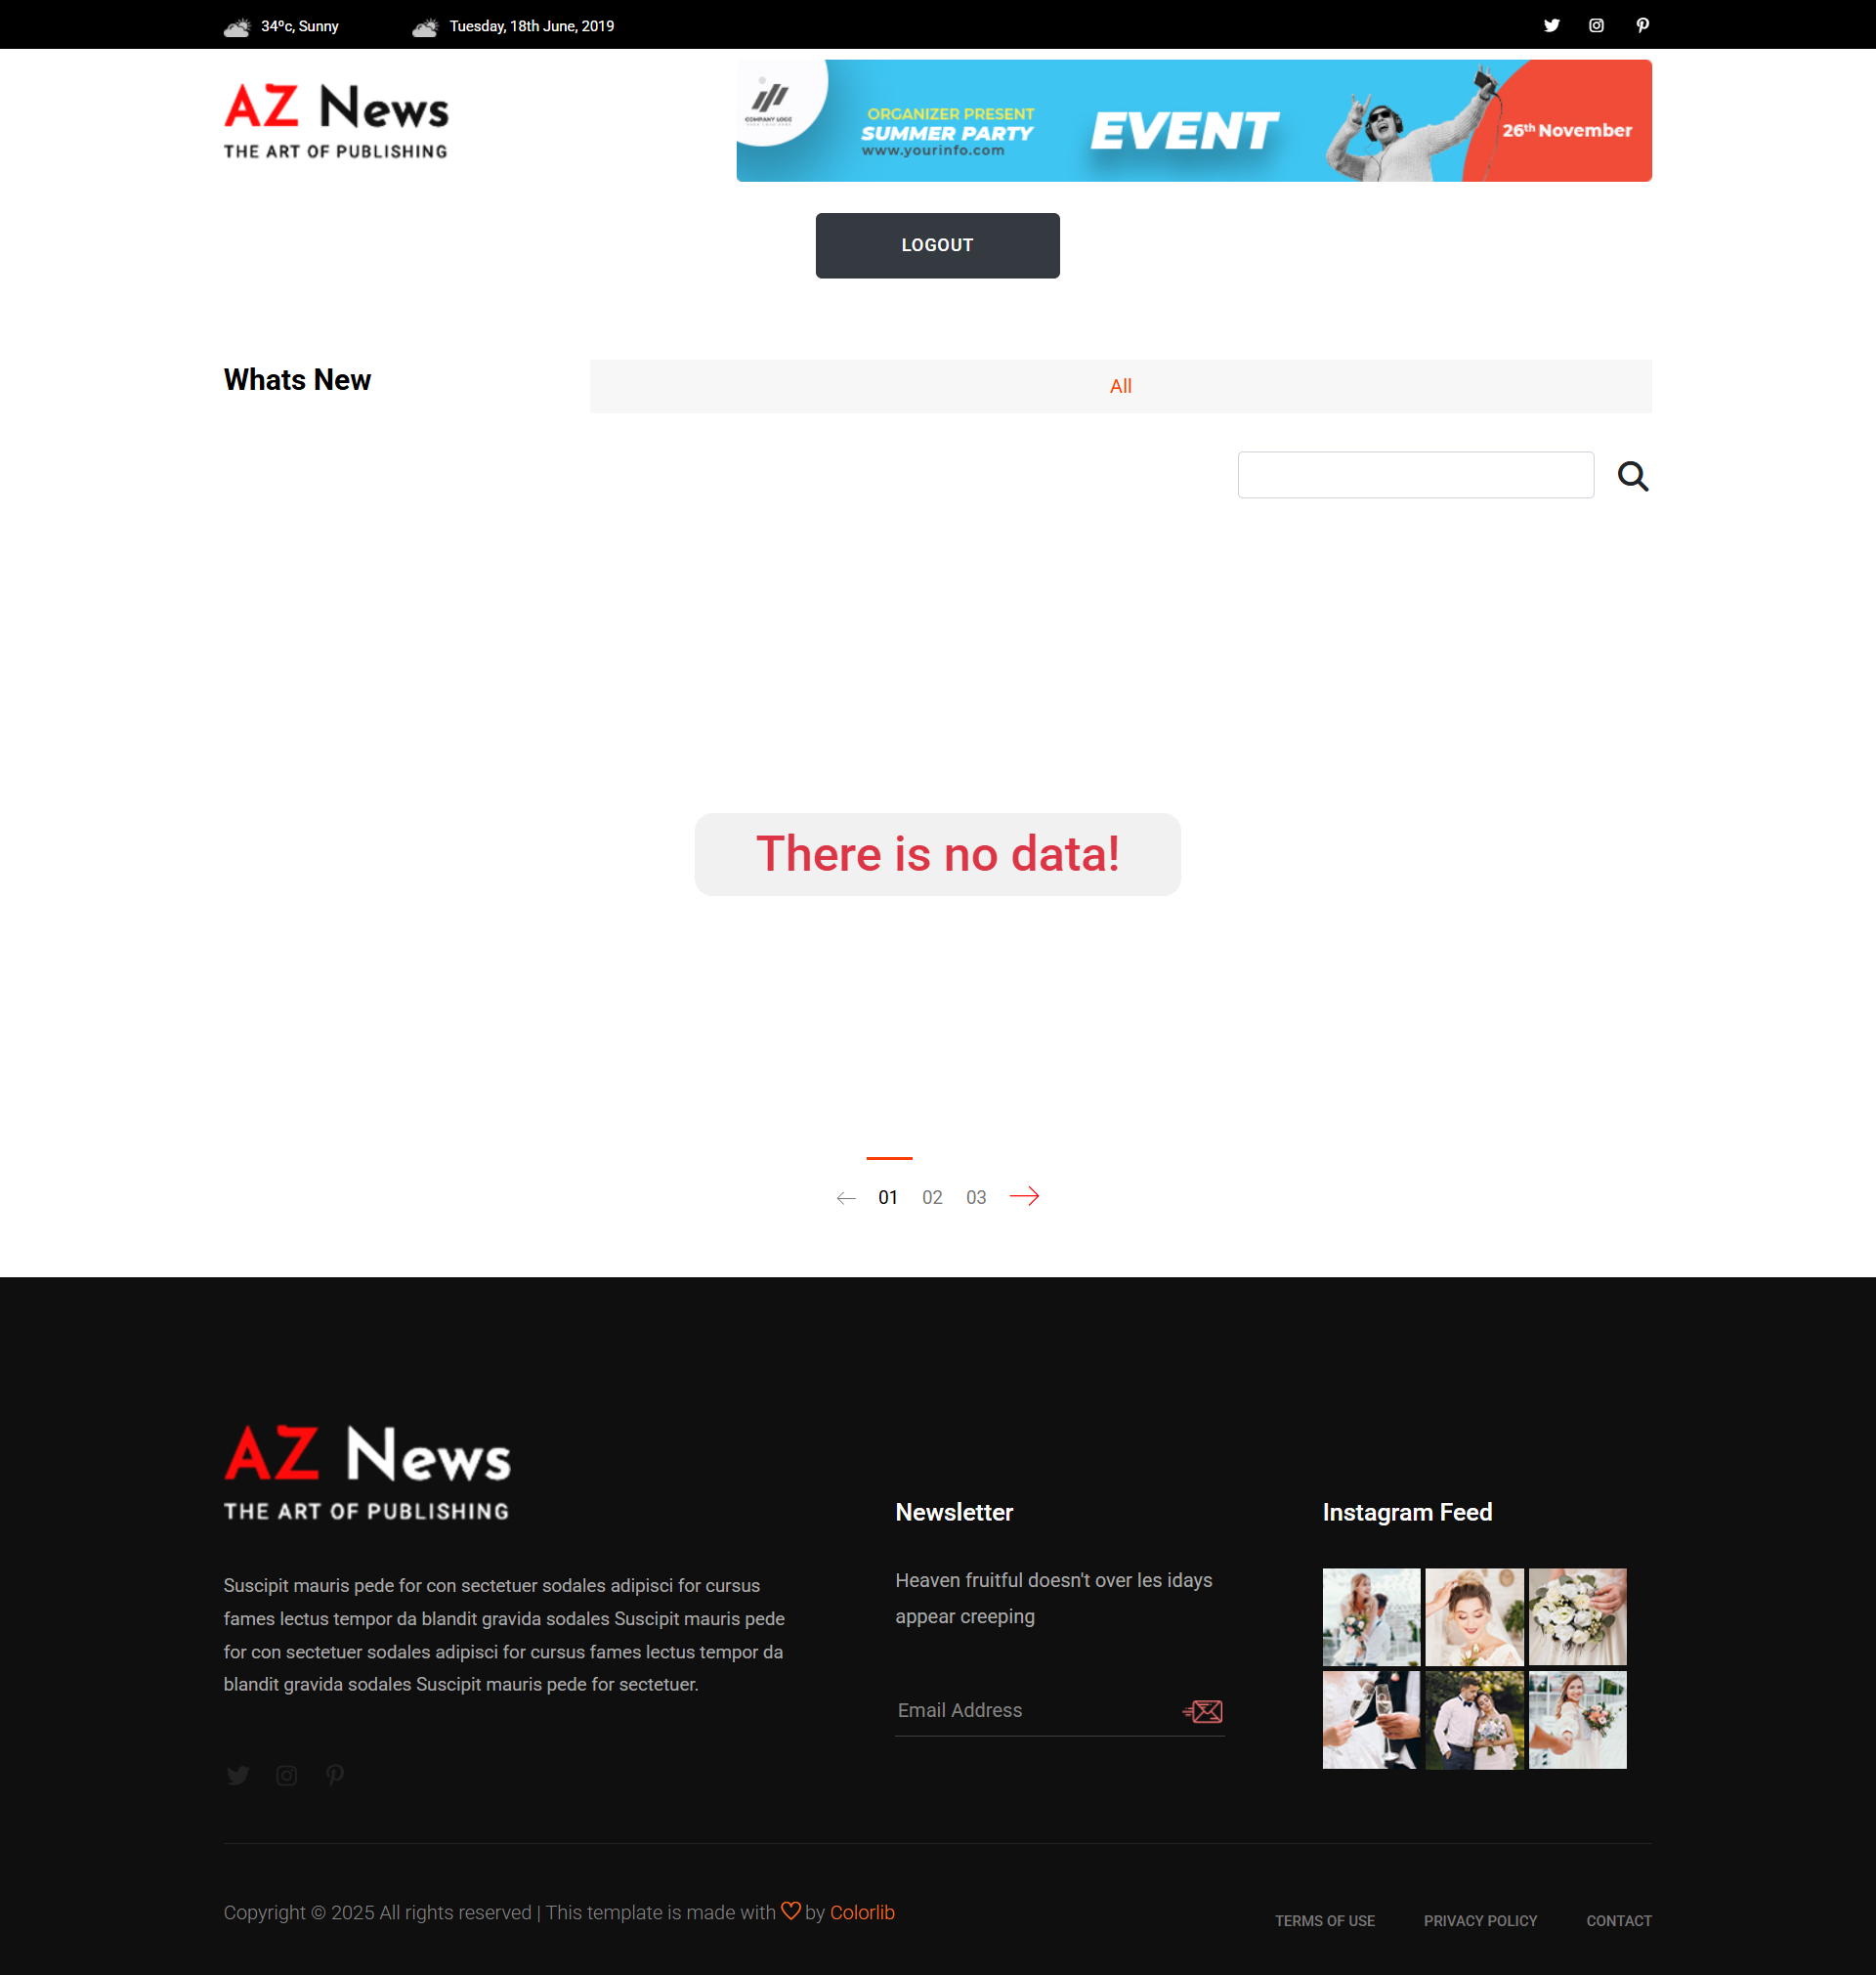 34ºc, Sunny
Tuesday, 18th June, 2019
AZ News
THE ART OF PUBLISHING
COMPANY LOGO
ORGANIZER PRESENT
SUMMER PARTY
www.yourinfo.com
EVENT
26th November
LOGOUT
Whats New
All
There is no data!
01 02 03
AZ News
THE ART OF PUBLISHING
Suscipit mauris pede for con sectetuer sodales adipisci for cursus
fames lectus tempor da blandit gravida sodales Suscipit mauris pede
for con sectetuer sodales adipisci for cursus fames lectus tempor da
blandit gravida sodales Suscipit mauris pede for sectetuer.
Newsletter
Heaven fruitful doesn't over les idays
appear creeping
Email Address
Instagram Feed
Copyright © 2025 All rights reserved | This template is made with ♡ by Colorlib
TERMS OF USE
PRIVACY POLICY
CONTACT